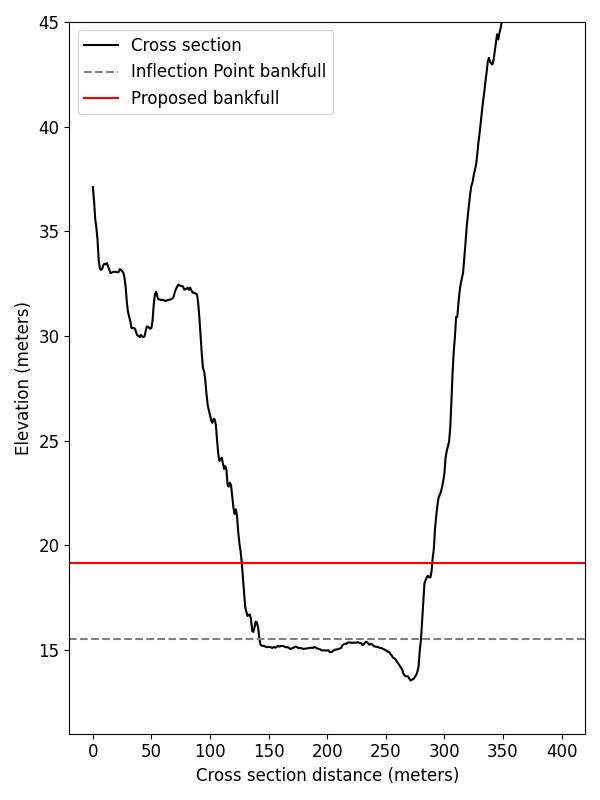 Cross section
Inflection Point bankfull
Proposed bankfull
Elevation (meters)
45
40
35
30
25
20
15
0 50 100 150 200 250 300 350 400
Cross section distance (meters)